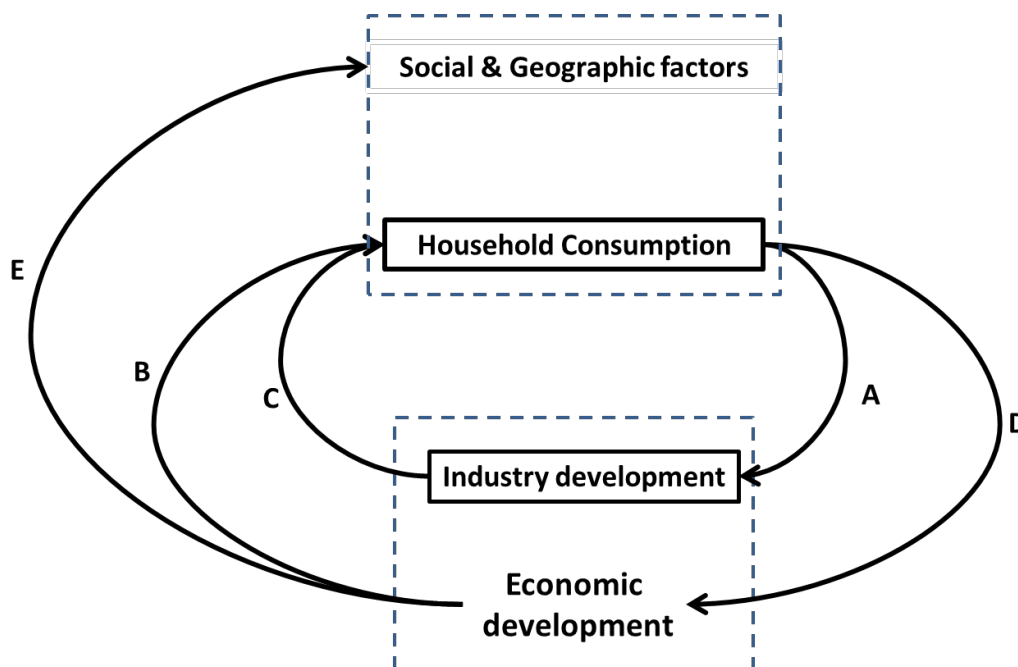 Social & Geographic factors
Household Consumption
E
B
C
A
D
Industry development
Economic
development